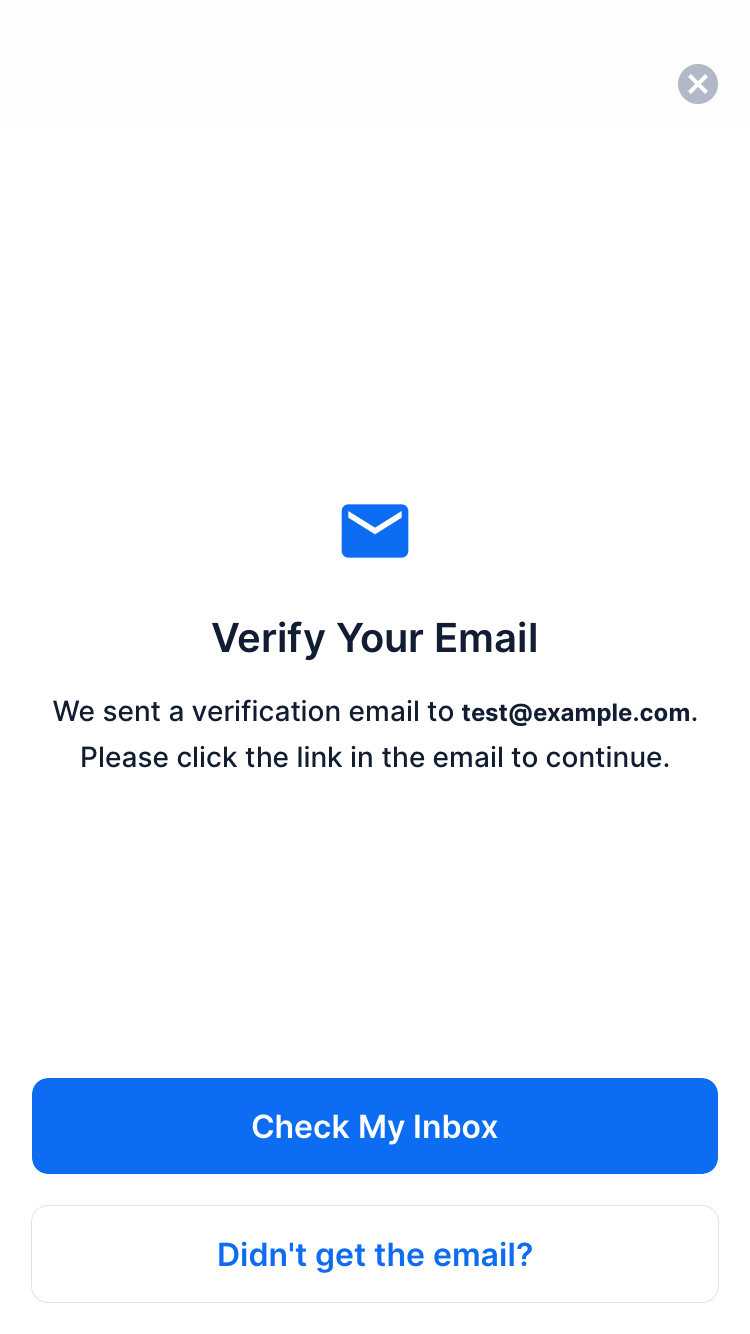 Verify Your Email
We sent a verification email to test@example.com.
Please click the link in the email to continue.
Check My Inbox
Didn't get the email?